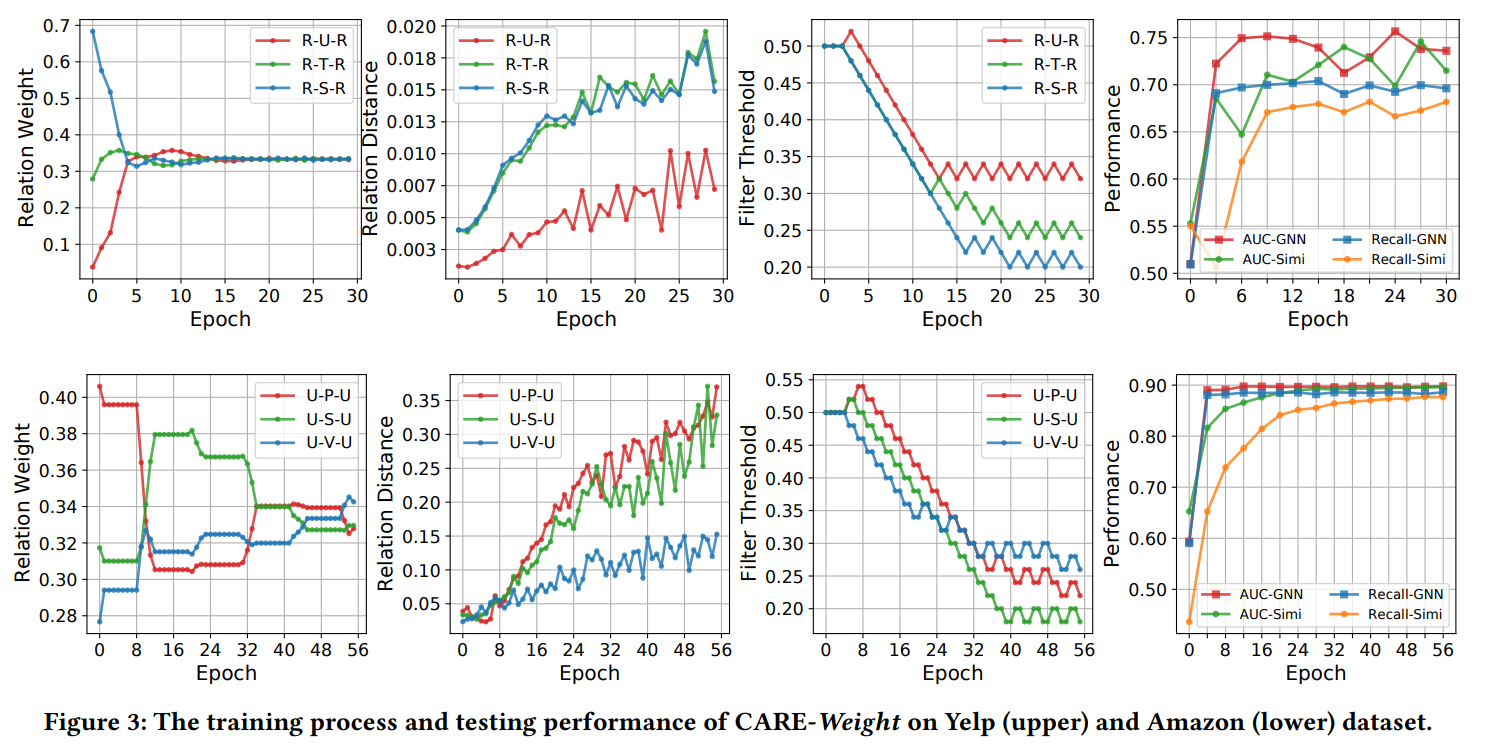 Relation Weight
0.7
0.6
0.5
0.4
0.3
0.2
0.1
R-U-R
R-T-R
R-S-R
0 5 10 15 20 25 30
Epoch
Relation Distance
0.020
0.018
0.015
0.013
0.010
0.007
0.005
0.003
R-U-R
R-T-R
R-S-R
0 5 10 15 20 25 30
Epoch
Filter Threshold
0.50
0.45
0.40
0.35
0.30
0.25
0.20
R-U-R
R-T-R
R-S-R
0 5 10 15 20 25 30
Epoch
Performance
0.75
0.70
0.65
0.60
0.55
0.50
AUC-GNN Recall-GNN
AUC-Simi Recall-Simi
0 6 12 18 24 30
Epoch
Relation Weight
0.40
0.38
0.36
0.34
0.32
0.30
0.28
U-P-U
U-S-U
U-V-U
0 8 16 24 32 40 48 56
Epoch
Relation Distance
0.35
0.30
0.25
0.20
0.15
0.10
0.05
U-P-U
U-S-U
U-V-U
0 8 16 24 32 40 48 56
Epoch
Filter Threshold
0.55
0.50
0.45
0.40
0.35
0.30
0.25
0.20
U-P-U
U-S-U
U-V-U
0 8 16 24 32 40 48 56
Epoch
Performance
0.90
0.80
0.70
0.60
0.50
AUC-GNN Recall-GNN
AUC-Simi Recall-Simi
0 8 16 24 32 40 48 56
Epoch
Figure 3: The training process and testing performance of CARE-Weight on Yelp (upper) and Amazon (lower) dataset.